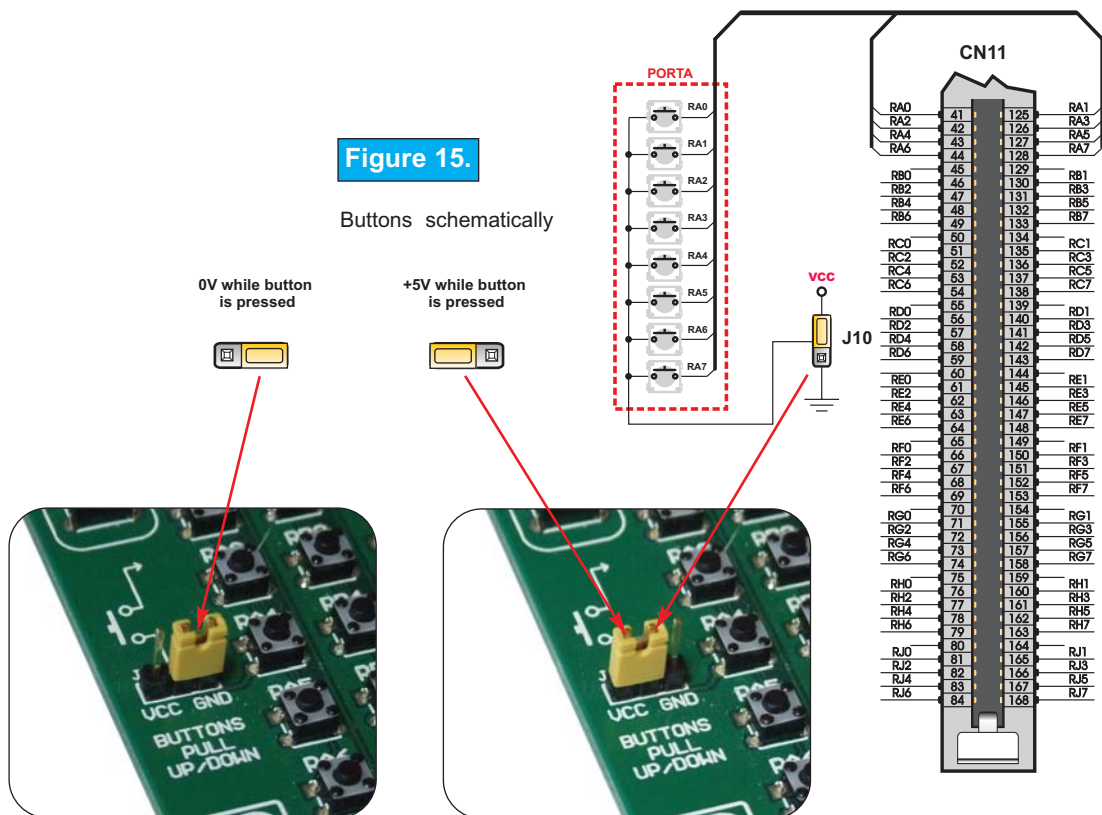 Figure 15.
Buttons schematically
0V while button
is pressed
+5V while button
is pressed
PORTA
RA0
RA1
RA2
RA3
RA4
RA5
RA6
RA7
vcc
J10
CN11
RA0 41 125 RA1
RA2 42 126 RA3
RA4 43 127 RA5
RA6 44 128 RA7
45 129
RB0 46 130 RB1
RB2 47 131 RB3
RB4 48 132 RB5
RB6 49 133 RB7
50 134
RC0 51 135 RC1
RC2 52 136 RC3
RC4 53 137 RC5
RC6 54 138 RC7
55 139
RD0 56 140 RD1
RD2 57 141 RD3
RD4 58 142 RD5
RD6 59 143 RD7
60 144
RE0 61 145 RE1
RE2 62 146 RE3
RE4 63 147 RE5
RE6 64 148 RE7
65 149
RF0 66 150 RF1
RF2 67 151 RF3
RF4 68 152 RF5
RF6 69 153 RF7
70 154
RG0 71 155 RG1
RG2 72 156 RG3
RG4 73 157 RG5
RG6 74 158 RG7
75 159
RH0 76 160 RH1
RH2 77 161 RH3
RH4 78 162 RH5
RH6 79 163 RH7
80 164
RJ0 81 165 RJ1
RJ2 82 166 RJ3
RJ4 83 167 RJ5
RJ6 84 168 RJ7
VCC GND
BUTTONS
PULL
UP/DOWN
VCC GND
BUTTONS
PULL
UP/DOWN